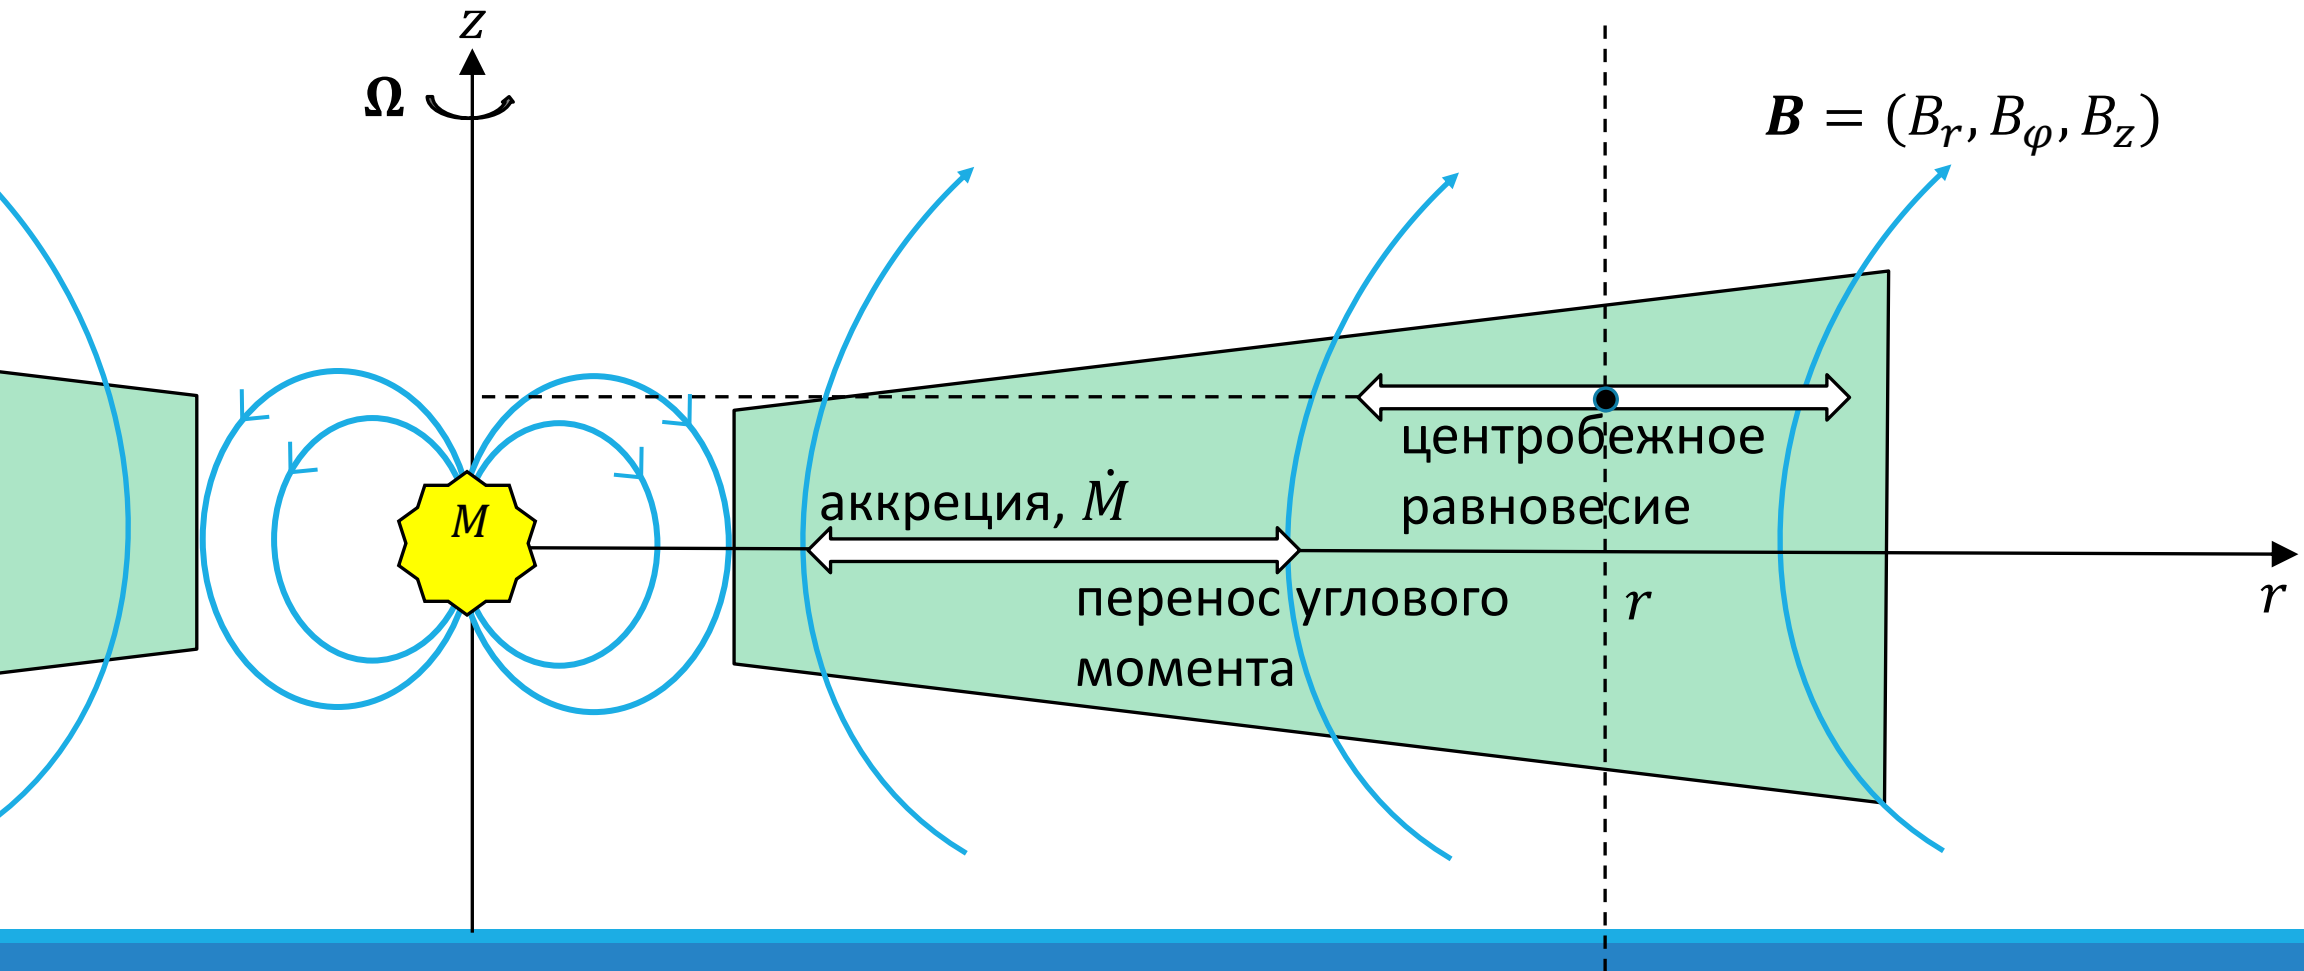 z
Ω
B = (B_r, B_φ, B_z)
центробежное
равновесие
аккреция, Ṁ
M
перенос углового
момента
r
r